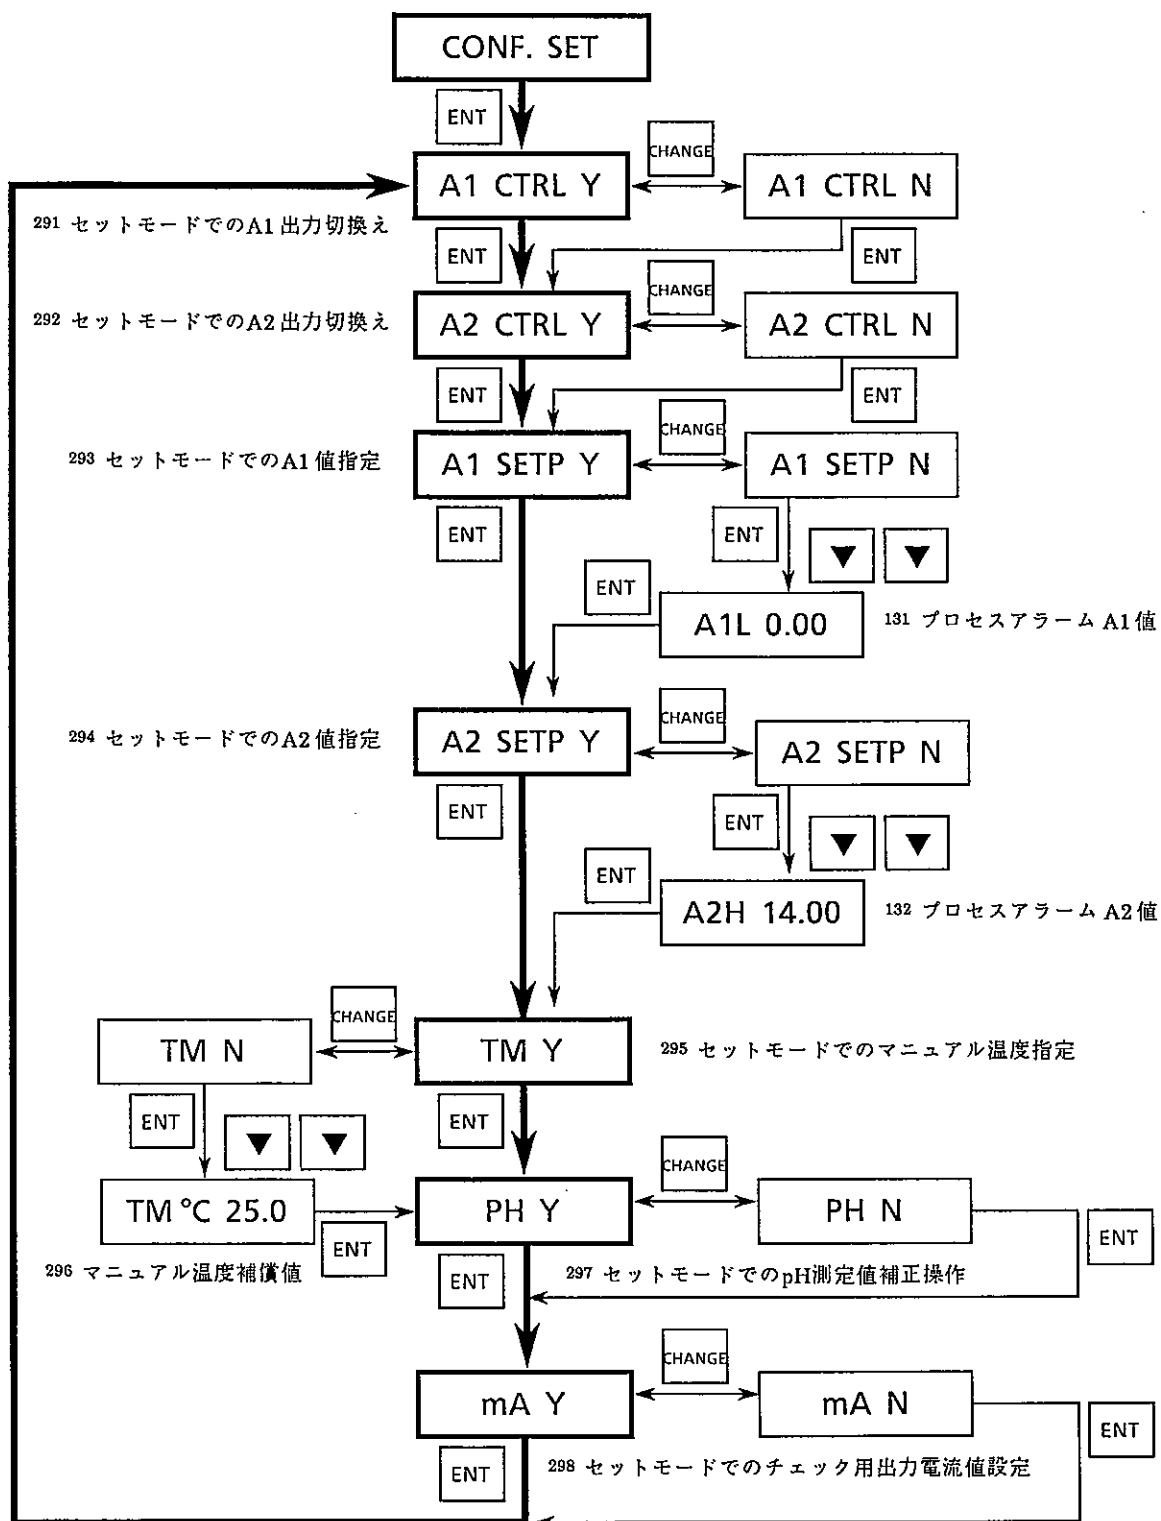 CONF. SET
ENT
CHANGE
A1 CTRL Y
A1 CTRL N
291 セットモードでのA1出力切換え
ENT
CHANGE
ENT
292 セットモードでのA2出力切換え
A2 CTRL Y
A2 CTRL N
ENT
CHANGE
ENT
293 セットモードでのA1値指定
A1 SETP Y
A1 SETP N
ENT
ENT
▼ ▼
ENT
A1L 0.00
131 プロセスアラーム A1値
CHANGE
294 セットモードでのA2値指定
A2 SETP Y
A2 SETP N
ENT
ENT
▼ ▼
ENT
A2H 14.00
132 プロセスアラーム A2値
CHANGE
TM N
TM Y
295 セットモードでのマニュアル温度指定
ENT
▼ ▼
ENT
CHANGE
TM °C 25.0
PH Y
PH N
ENT
ENT
ENT
296 マニュアル温度補償値
297 セットモードでのpH測定値補正操作
CHANGE
mA Y
mA N
ENT
ENT
298 セットモードでのチェック用出力電流値設定